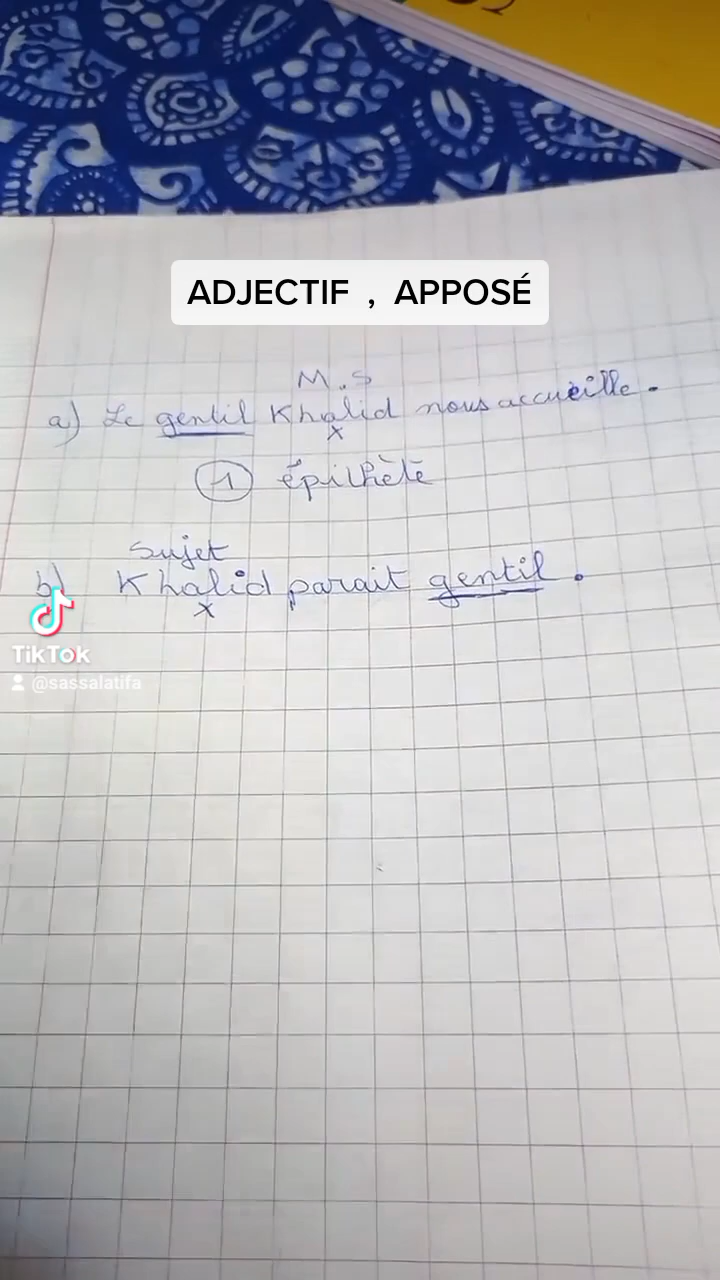 ADJECTIF , APPOSÉ
M.S
a) Le gentil Khalid nous accueille.
x
1 épithète
Sujet
b) Khalid parait gentil.
x
TikTok
@sassalatifa